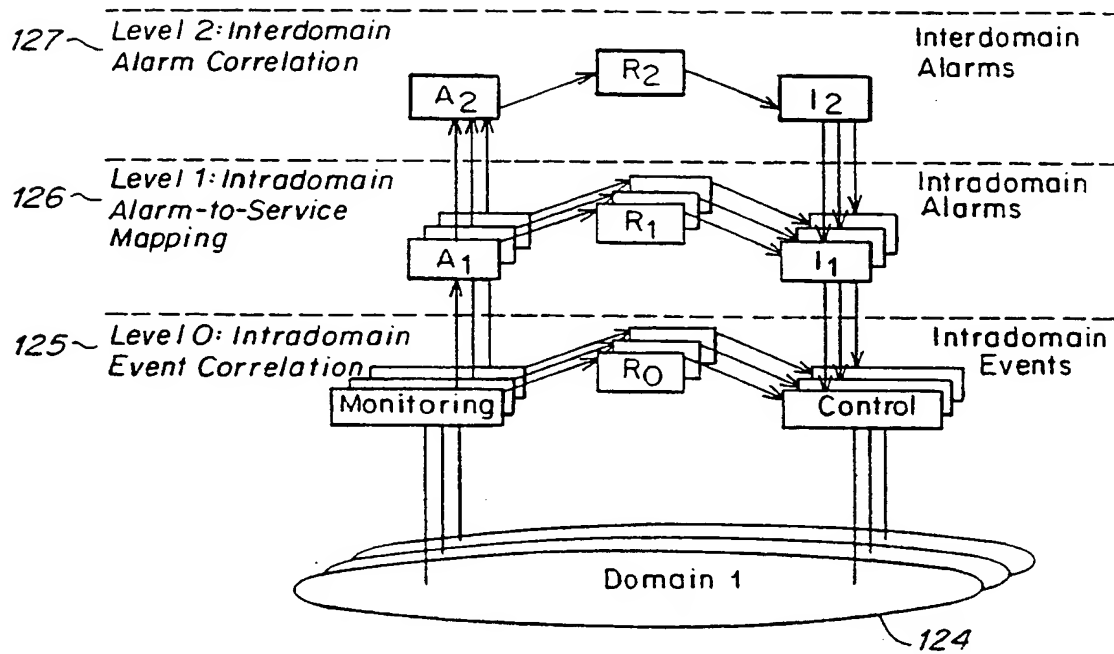 127 Level 2: Interdomain
Alarm Correlation
A2
R2
I2
Interdomain
Alarms
126 Level 1: Intradomain
Alarm-to-Service
Mapping
A1
R1
I1
Intradomain
Alarms
125 Level 0: Intradomain
Event Correlation
Monitoring
R0
Control
Intradomain
Events
Domain 1
124